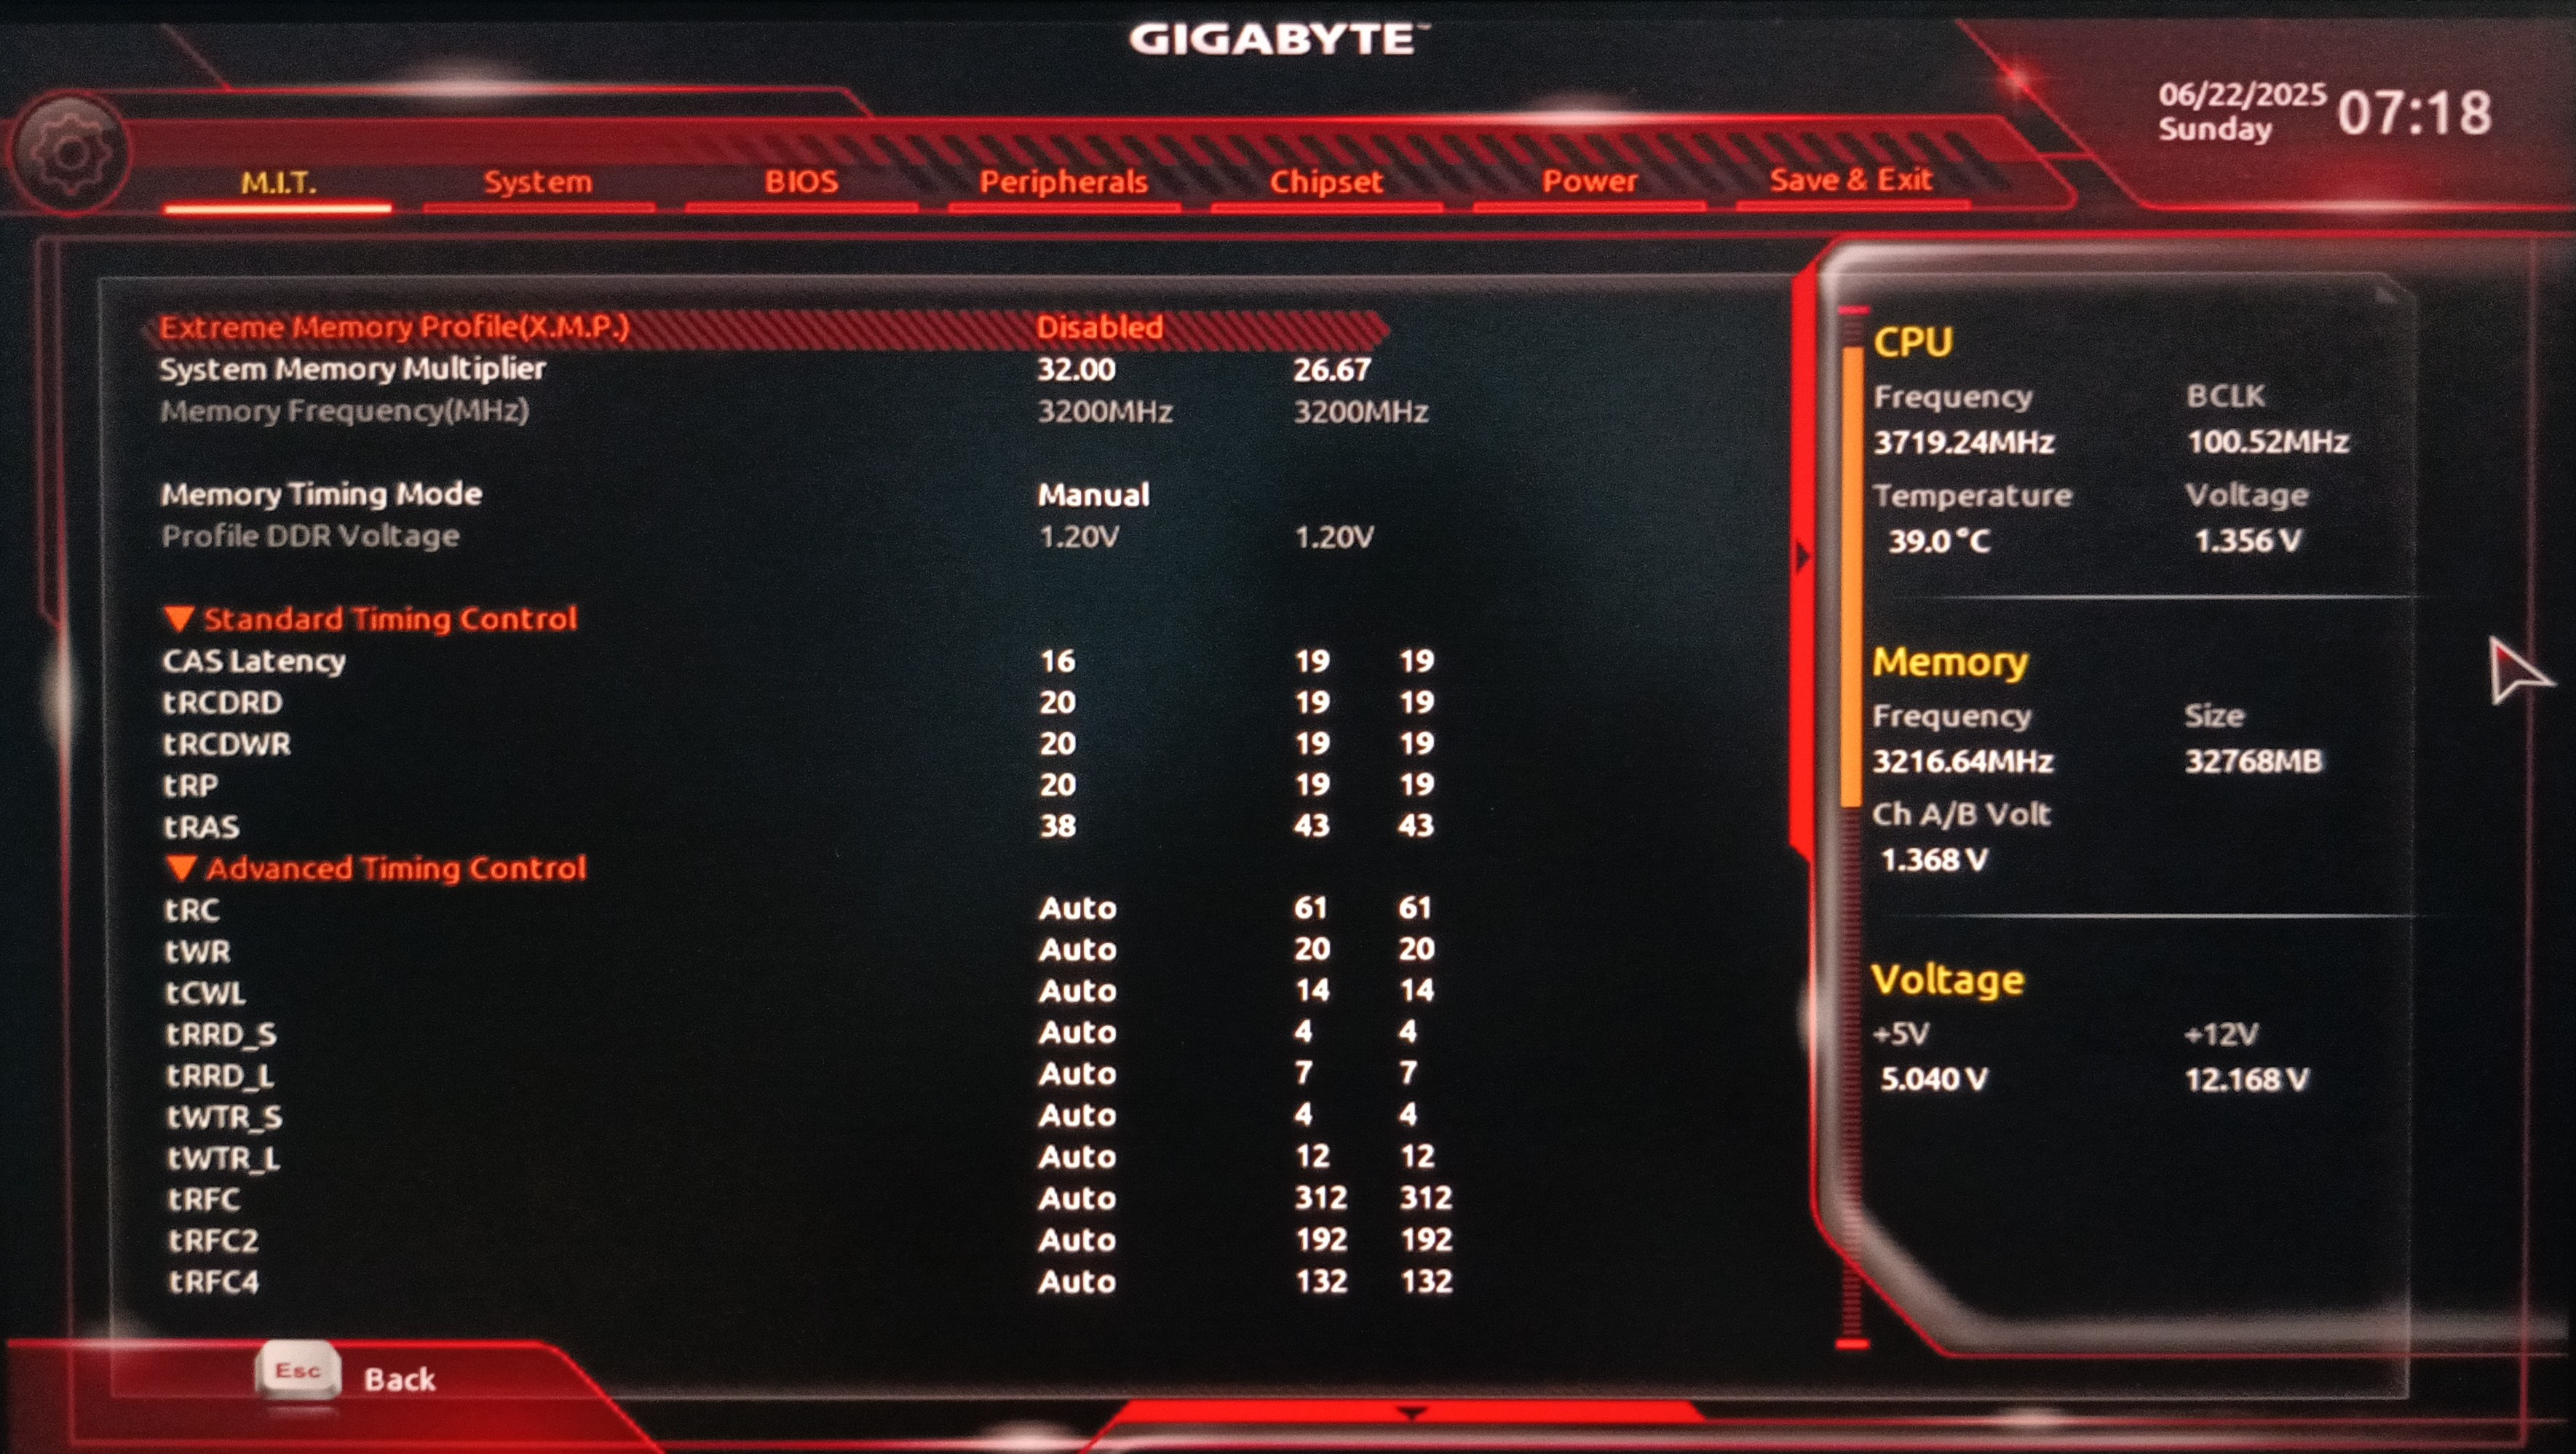 GIGABYTE™
06/22/2025 07:18
Sunday
M.I.T. System BIOS Peripherals Chipset Power Save & Exit
Extreme Memory Profile(X.M.P.) Disabled
System Memory Multiplier 32.00 26.67
Memory Frequency(MHz) 3200MHz 3200MHz
Memory Timing Mode Manual
Profile DDR Voltage 1.20V 1.20V
▼ Standard Timing Control
CAS Latency 16 19 19
tRCDRD 20 19 19
tRCDWR 20 19 19
tRP 20 19 19
tRAS 38 43 43
▼ Advanced Timing Control
tRC Auto 61 61
tWR Auto 20 20
tCWL Auto 14 14
tRRD_S Auto 4 4
tRRD_L Auto 7 7
tWTR_S Auto 4 4
tWTR_L Auto 12 12
tRFC Auto 312 312
tRFC2 Auto 192 192
tRFC4 Auto 132 132
CPU
Frequency BCLK
3719.24MHz 100.52MHz
Temperature Voltage
39.0 °C 1.356 V
Memory
Frequency Size
3216.64MHz 32768MB
Ch A/B Volt
1.368 V
Voltage
+5V +12V
5.040 V 12.168 V
Esc Back